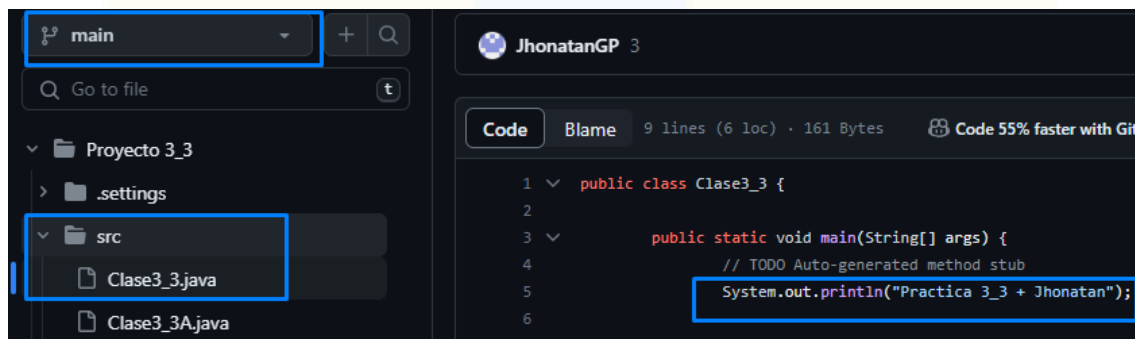 main
Go to file
t
Proyecto 3_3
.settings
src
Clase3_3.java
Clase3_3A.java
JhonatanGP 3
Code Blame 9 lines (6 loc) · 161 Bytes Code 55% faster with Git
1 public class Clase3_3 {
2
3 public static void main(String[] args) {
4 // TODO Auto-generated method stub
5 System.out.println("Practica 3_3 + Jhonatan");
6